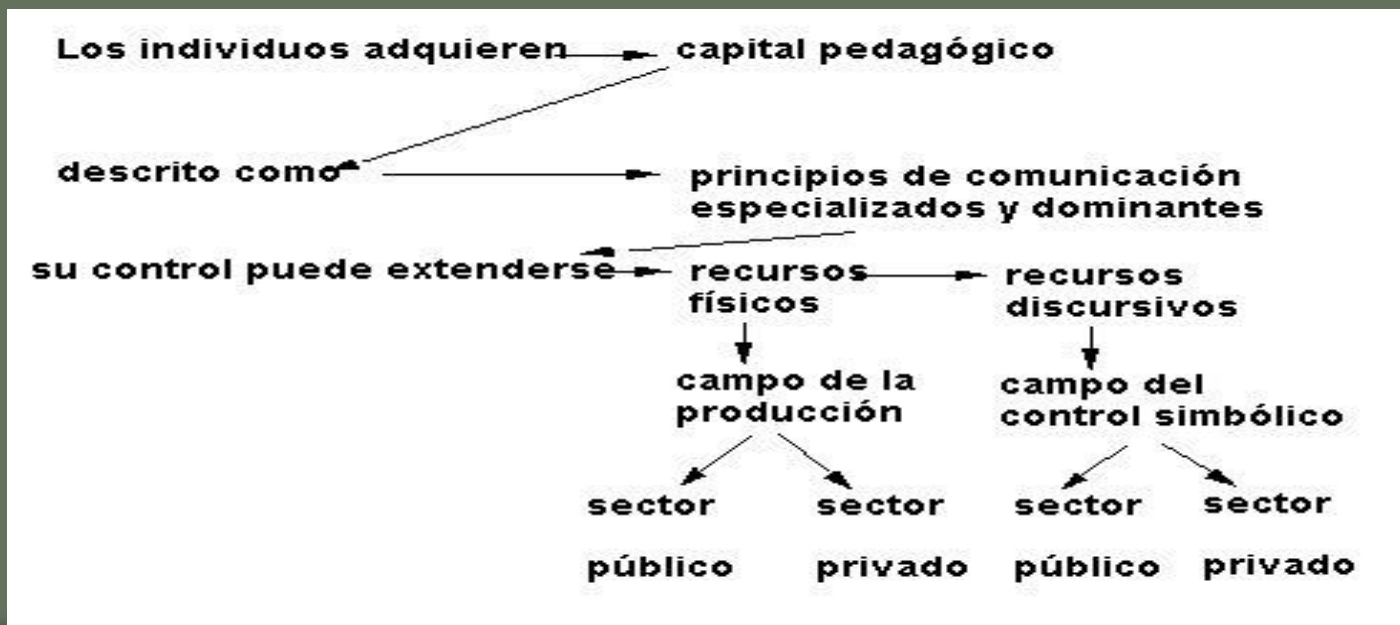 Los individuos adquieren capital pedagógico
descrito como
principios de comunicación
especializados y dominantes
su control puede extenderse
recursos
físicos
recursos
discursivos
campo de la
producción
campo del
control simbólico
sector
público
sector
privado
sector
público
sector
privado